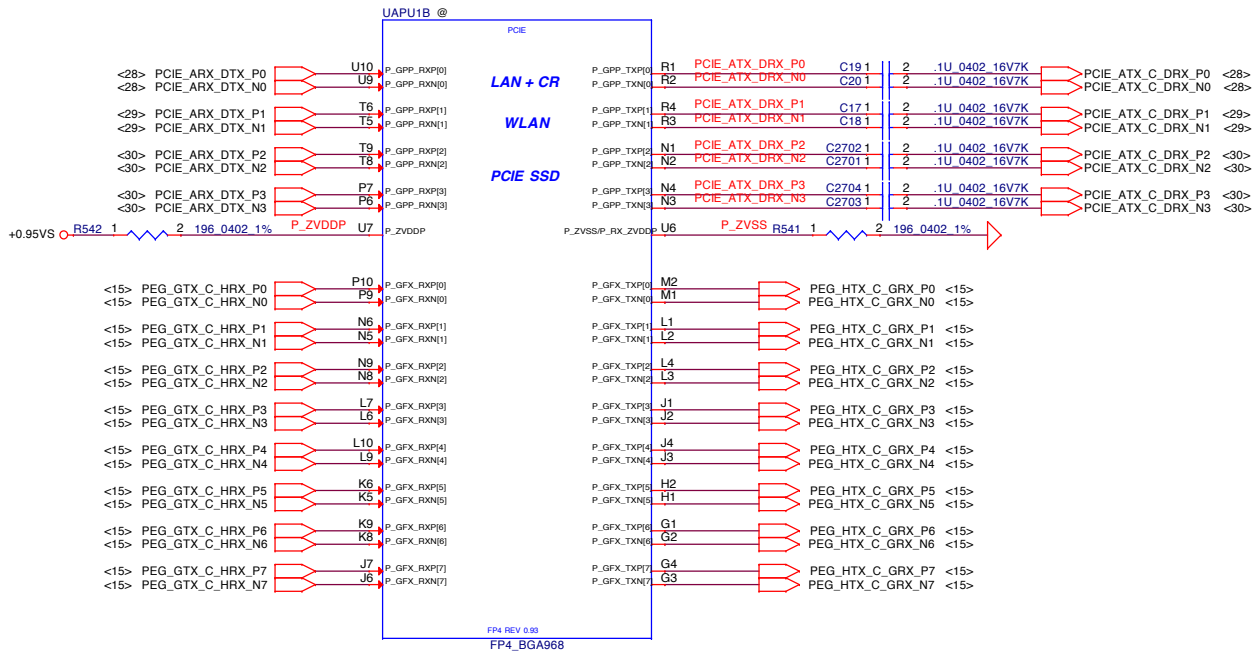 UAPU1B @
PCIE
<28> PCIE_ARX_DTX_P0 U10 P_GPP_RXP[0] LAN + CR P_GPP_TXP[0] R1 PCIE_ATX_DRX_P0 C19 1 2 .1U_0402_16V7K PCIE_ATX_C_DRX_P0 <28>
<28> PCIE_ARX_DTX_N0 U9 P_GPP_RXN[0] P_GPP_TXN[0] R2 PCIE_ATX_DRX_N0 C20 1 2 .1U_0402_16V7K PCIE_ATX_C_DRX_N0 <28>
<29> PCIE_ARX_DTX_P1 T6 P_GPP_RXP[1] WLAN P_GPP_TXP[1] R4 PCIE_ATX_DRX_P1 C17 1 2 .1U_0402_16V7K PCIE_ATX_C_DRX_P1 <29>
<29> PCIE_ARX_DTX_N1 T5 P_GPP_RXN[1] P_GPP_TXN[1] R3 PCIE_ATX_DRX_N1 C18 1 2 .1U_0402_16V7K PCIE_ATX_C_DRX_N1 <29>
<30> PCIE_ARX_DTX_P2 T9 P_GPP_RXP[2] P_GPP_TXP[2] N1 PCIE_ATX_DRX_P2 C2702 1 2 .1U_0402_16V7K PCIE_ATX_C_DRX_P2 <30>
<30> PCIE_ARX_DTX_N2 T8 P_GPP_RXN[2] P_GPP_TXN[2] N2 PCIE_ATX_DRX_N2 C2701 1 2 .1U_0402_16V7K PCIE_ATX_C_DRX_N2 <30>
PCIE SSD
<30> PCIE_ARX_DTX_P3 P7 P_GPP_RXP[3] P_GPP_TXP[3] N4 PCIE_ATX_DRX_P3 C2704 1 2 .1U_0402_16V7K PCIE_ATX_C_DRX_P3 <30>
<30> PCIE_ARX_DTX_N3 P6 P_GPP_RXN[3] P_GPP_TXN[3] N3 PCIE_ATX_DRX_N3 C2703 1 2 .1U_0402_16V7K PCIE_ATX_C_DRX_N3 <30>
+0.95VS R542 1 2 196_0402_1% P_ZVDDP U7 P_ZVDDP P_ZVSS/P_RX_ZVDDP U6 P_ZVSS R541 1 2 196_0402_1%
<15> PEG_GTX_C_HRX_P0 P10 P_GFX_RXP[0] P_GFX_TXP[0] M2 PEG_HTX_C_GRX_P0 <15>
<15> PEG_GTX_C_HRX_N0 P9 P_GFX_RXN[0] P_GFX_TXN[0] M1 PEG_HTX_C_GRX_N0 <15>
<15> PEG_GTX_C_HRX_P1 N6 P_GFX_RXP[1] P_GFX_TXP[1] L1 PEG_HTX_C_GRX_P1 <15>
<15> PEG_GTX_C_HRX_N1 N5 P_GFX_RXN[1] P_GFX_TXN[1] L2 PEG_HTX_C_GRX_N1 <15>
<15> PEG_GTX_C_HRX_P2 N9 P_GFX_RXP[2] P_GFX_TXP[2] L4 PEG_HTX_C_GRX_P2 <15>
<15> PEG_GTX_C_HRX_N2 N8 P_GFX_RXN[2] P_GFX_TXN[2] L3 PEG_HTX_C_GRX_N2 <15>
<15> PEG_GTX_C_HRX_P3 L7 P_GFX_RXP[3] P_GFX_TXP[3] J1 PEG_HTX_C_GRX_P3 <15>
<15> PEG_GTX_C_HRX_N3 L6 P_GFX_RXN[3] P_GFX_TXN[3] J2 PEG_HTX_C_GRX_N3 <15>
<15> PEG_GTX_C_HRX_P4 L10 P_GFX_RXP[4] P_GFX_TXP[4] J4 PEG_HTX_C_GRX_P4 <15>
<15> PEG_GTX_C_HRX_N4 L9 P_GFX_RXN[4] P_GFX_TXN[4] J3 PEG_HTX_C_GRX_N4 <15>
<15> PEG_GTX_C_HRX_P5 K6 P_GFX_RXP[5] P_GFX_TXP[5] H2 PEG_HTX_C_GRX_P5 <15>
<15> PEG_GTX_C_HRX_N5 K5 P_GFX_RXN[5] P_GFX_TXN[5] H1 PEG_HTX_C_GRX_N5 <15>
<15> PEG_GTX_C_HRX_P6 K9 P_GFX_RXP[6] P_GFX_TXP[6] G1 PEG_HTX_C_GRX_P6 <15>
<15> PEG_GTX_C_HRX_N6 K8 P_GFX_RXN[6] P_GFX_TXN[6] G2 PEG_HTX_C_GRX_N6 <15>
<15> PEG_GTX_C_HRX_P7 J7 P_GFX_RXP[7] P_GFX_TXP[7] G4 PEG_HTX_C_GRX_P7 <15>
<15> PEG_GTX_C_HRX_N7 J6 P_GFX_RXN[7] P_GFX_TXN[7] G3 PEG_HTX_C_GRX_N7 <15>
FP4 REV 0.93
FP4_BGA968